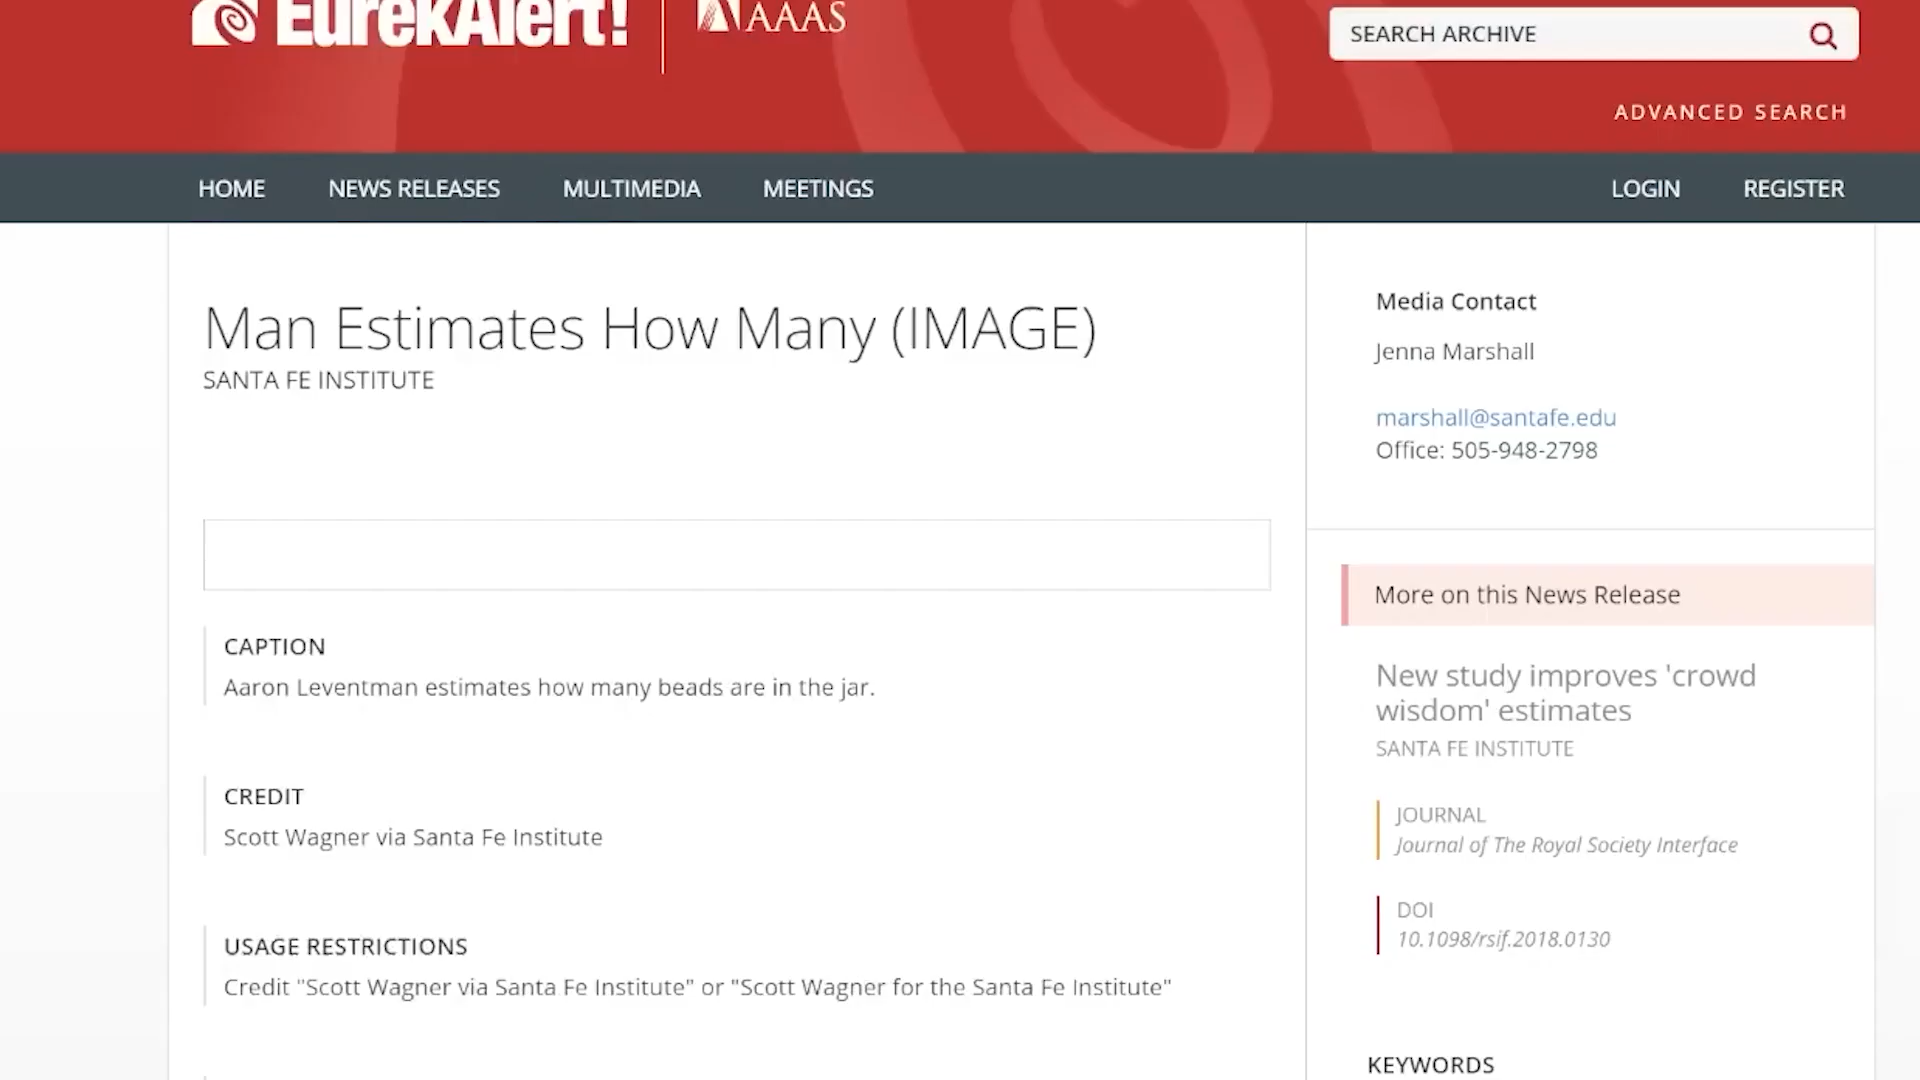 EurekAlert!
AAAS
SEARCH ARCHIVE
ADVANCED SEARCH
HOME NEWS RELEASES MULTIMEDIA MEETINGS LOGIN REGISTER
Man Estimates How Many (IMAGE)
SANTA FE INSTITUTE
CAPTION
Aaron Leventman estimates how many beads are in the jar.
CREDIT
Scott Wagner via Santa Fe Institute
USAGE RESTRICTIONS
Credit "Scott Wagner via Santa Fe Institute" or "Scott Wagner for the Santa Fe Institute"
Media Contact
Jenna Marshall
marshall@santafe.edu
Office: 505-948-2798
More on this News Release
New study improves 'crowd
wisdom' estimates
SANTA FE INSTITUTE
JOURNAL
Journal of The Royal Society Interface
DOI
10.1098/rsif.2018.0130
KEYWORDS